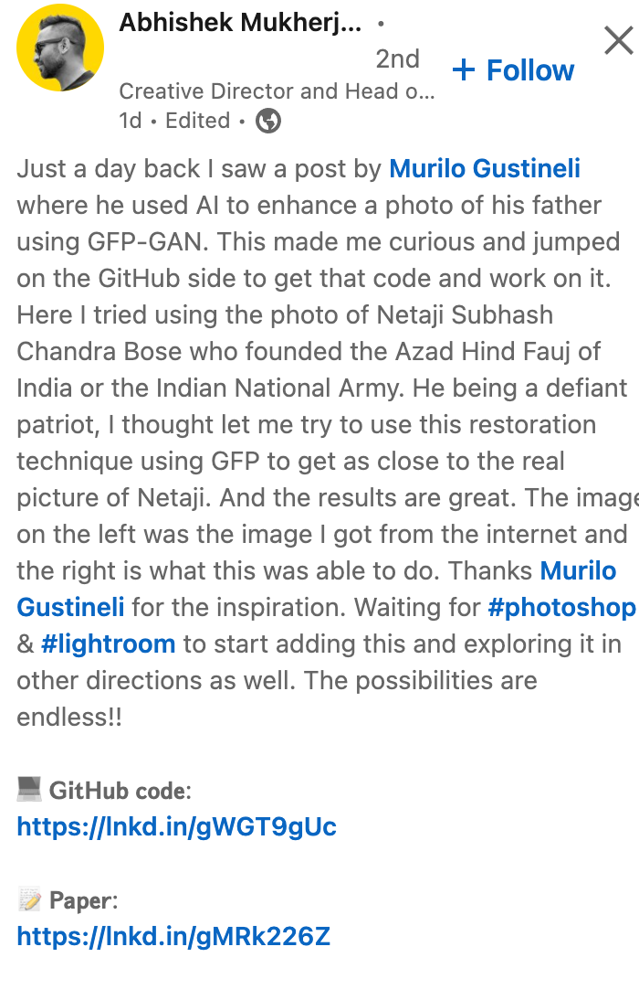 Abhishek Mukherj... •
2nd
+ Follow
Creative Director and Head o...
1d • Edited •
Just a day back I saw a post by Murilo Gustineli
where he used AI to enhance a photo of his father
using GFP-GAN. This made me curious and jumped
on the GitHub side to get that code and work on it.
Here I tried using the photo of Netaji Subhash
Chandra Bose who founded the Azad Hind Fauj of
India or the Indian National Army. He being a defiant
patriot, I thought let me try to use this restoration
technique using GFP to get as close to the real
picture of Netaji. And the results are great. The image
on the left was the image I got from the internet and
the right is what this was able to do. Thanks Murilo
Gustineli for the inspiration. Waiting for #photoshop
& #lightroom to start adding this and exploring it in
other directions as well. The possibilities are
endless!!
💻 GitHub code:
https://lnkd.in/gWGT9gUc
📝 Paper:
https://lnkd.in/gMRk226Z